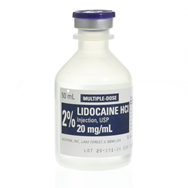 50 mL
MULTIPLE-DOSE
2%
LIDOCAINE HCl
Injection, USP
20 mg/mL